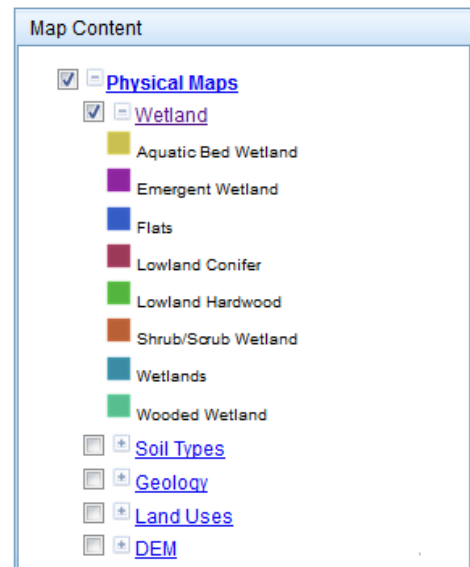 Map Content
Physical Maps
Wetland
Aquatic Bed Wetland
Emergent Wetland
Flats
Lowland Conifer
Lowland Hardwood
Shrub/Scrub Wetland
Wetlands
Wooded Wetland
Soil Types
Geology
Land Uses
DEM